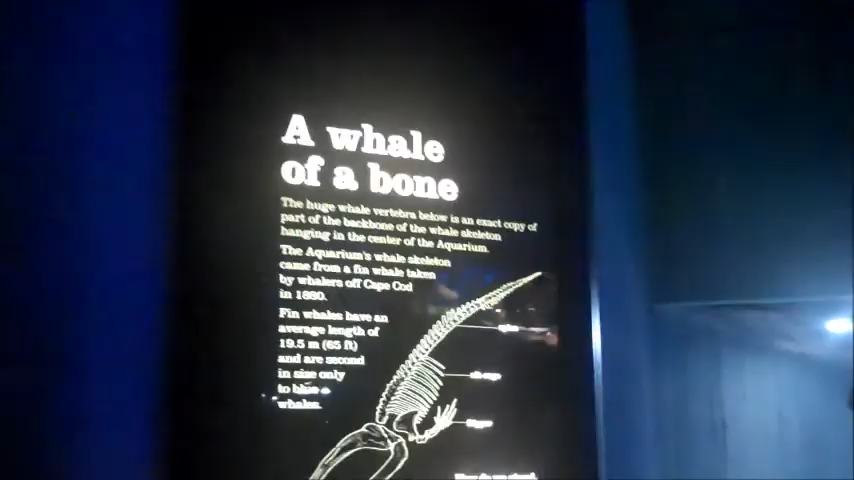 A whale
of a bone
The huge whale vertebra below is an exact copy of
part of the backbone of the whale skeleton
hanging in the center of the Aquarium.
The Aquarium's whale skeleton
came from a fin whale taken
by whalers off Cape Cod
in 1880.
Fin whales have an
average length of
19.5 m (65 ft)
and are second
in size only
to blue
whales.